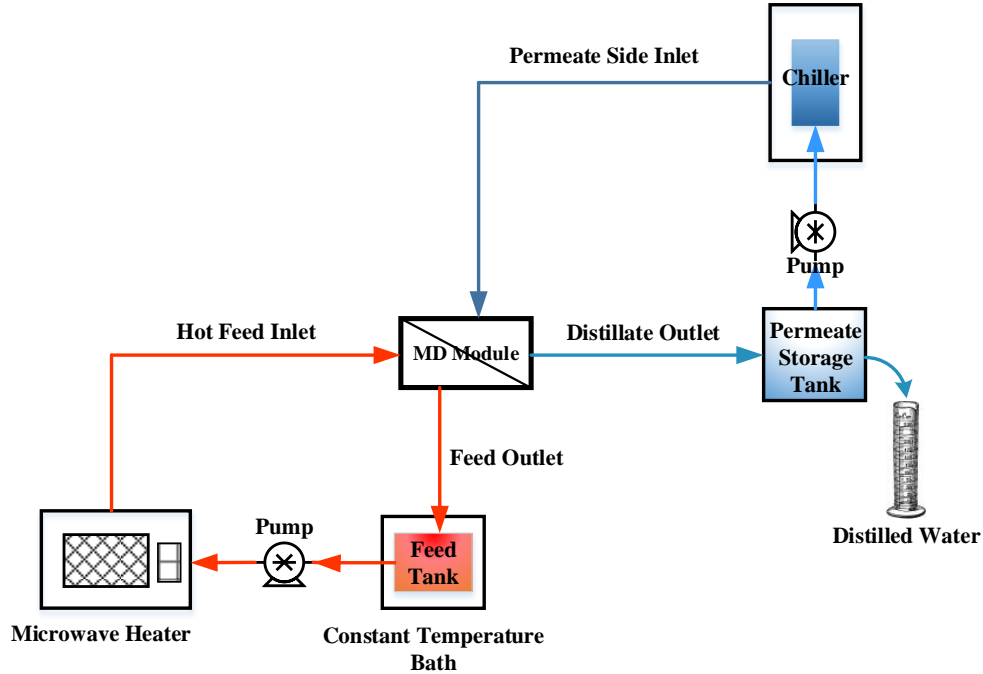 Permeate Side Inlet
Chiller
Pump
Hot Feed Inlet
MD Module
Distillate Outlet
Permeate
Storage
Tank
Feed Outlet
Pump
Feed
Tank
Distilled Water
Microwave Heater
Constant Temperature
Bath